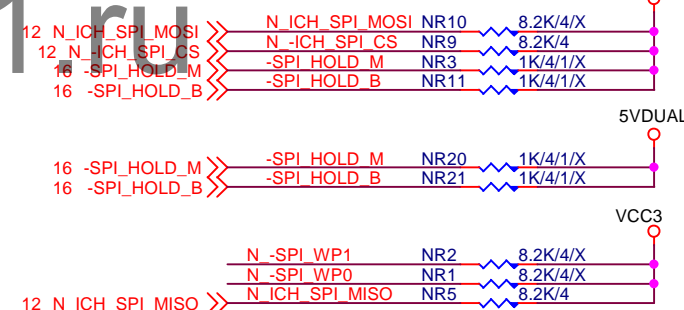 1.ru
12 N_ICH_SPI_MOSI N_ICH_SPI_MOSI NR10 8.2K/4/X
12 N_-ICH_SPI_CS N_-ICH_SPI_CS NR9 8.2K/4
16 -SPI_HOLD_M -SPI_HOLD_M NR3 1K/4/1/X
16 -SPI_HOLD_B -SPI_HOLD_B NR11 1K/4/1/X
5VDUAL
16 -SPI_HOLD_M -SPI_HOLD_M NR20 1K/4/1/X
16 -SPI_HOLD_B -SPI_HOLD_B NR21 1K/4/1/X
VCC3
N_-SPI_WP1 NR2 8.2K/4/X
N_-SPI_WP0 NR1 8.2K/4/X
12 N_ICH_SPI_MISO N_ICH_SPI_MISO NR5 8.2K/4